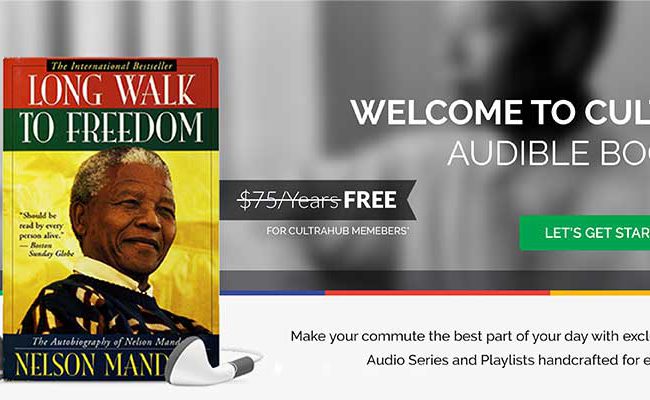 The International Bestseller
LONG WALK
TO FREEDOM
"Should be
read by every
person alive."
— Boston
Sunday Globe
The Autobiography of Nelson Mand
NELSON MAND
WELCOME TO CUL
AUDIBLE BOO
$75/Years FREE
FOR CULTRAHUB MEMEBERS*
LET'S GET STAR
Make your commute the best part of your day with excl
Audio Series and Playlists handcrafted for e